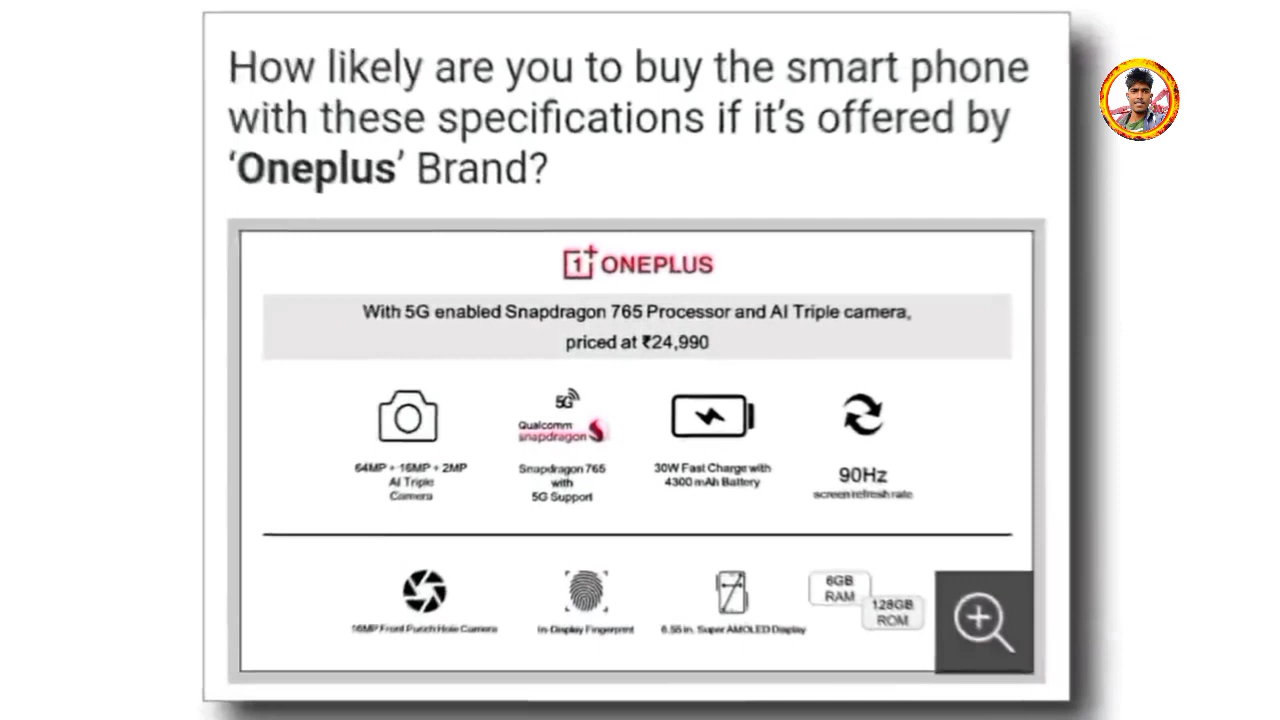 How likely are you to buy the smart phone
with these specifications if it's offered by
‘Oneplus’ Brand?
1+ ONEPLUS
With 5G enabled Snapdragon 765 Processor and AI Triple camera,
priced at ₹24,990
64MP + 16MP + 2MP
AI Triple
Camera
5G
Qualcomm
snapdragon
Snapdragon 765
with
5G Support
30W Fast Charge with
4300 mAh Battery
90Hz
screen refresh rate
16MP Front Punch Hole Camera
In-Display Fingerprint
6.55 in. Super AMOLED Display
6GB
RAM
128GB
ROM